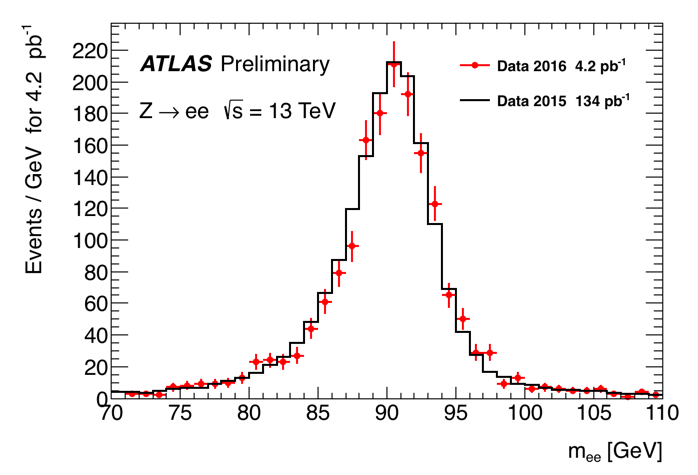 ATLAS Preliminary
Z → ee √s = 13 TeV
Data 2016 4.2 pb⁻¹
Data 2015 134 pb⁻¹
Events / GeV for 4.2 pb⁻¹
220
200
180
160
140
120
100
80
60
40
20
0
70 75 80 85 90 95 100 105 110
m_ee [GeV]